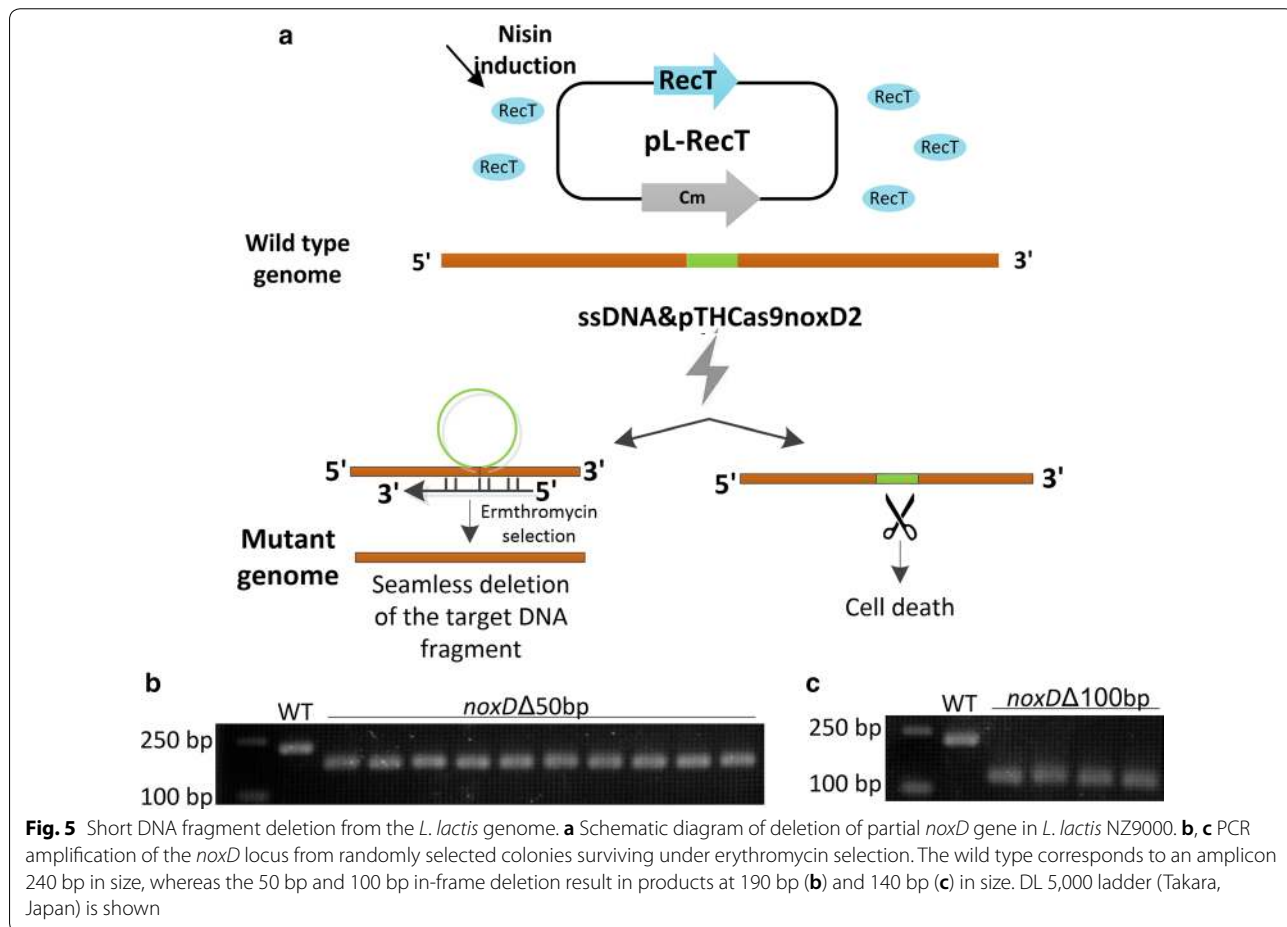 a
Nisin
induction
RecT
RecT
RecT
RecT
RecT
RecT
pL-RecT
Cm
Wild type
genome
5'
3'
ssDNA&pTHCas9noxD2
5'
3'
3'
5'
Ermthromycin
selection
Mutant
genome
Seamless deletion
of the target DNA
fragment
5'
3'
Cell death
b
WT
noxDΔ50bp
250 bp
100 bp
c
WT
noxDΔ100bp
250 bp
100 bp
Fig. 5 Short DNA fragment deletion from the L. lactis genome. a Schematic diagram of deletion of partial noxD gene in L. lactis NZ9000. b, c PCR
amplification of the noxD locus from randomly selected colonies surviving under erythromycin selection. The wild type corresponds to an amplicon
240 bp in size, whereas the 50 bp and 100 bp in-frame deletion result in products at 190 bp (b) and 140 bp (c) in size. DL 5,000 ladder (Takara,
Japan) is shown